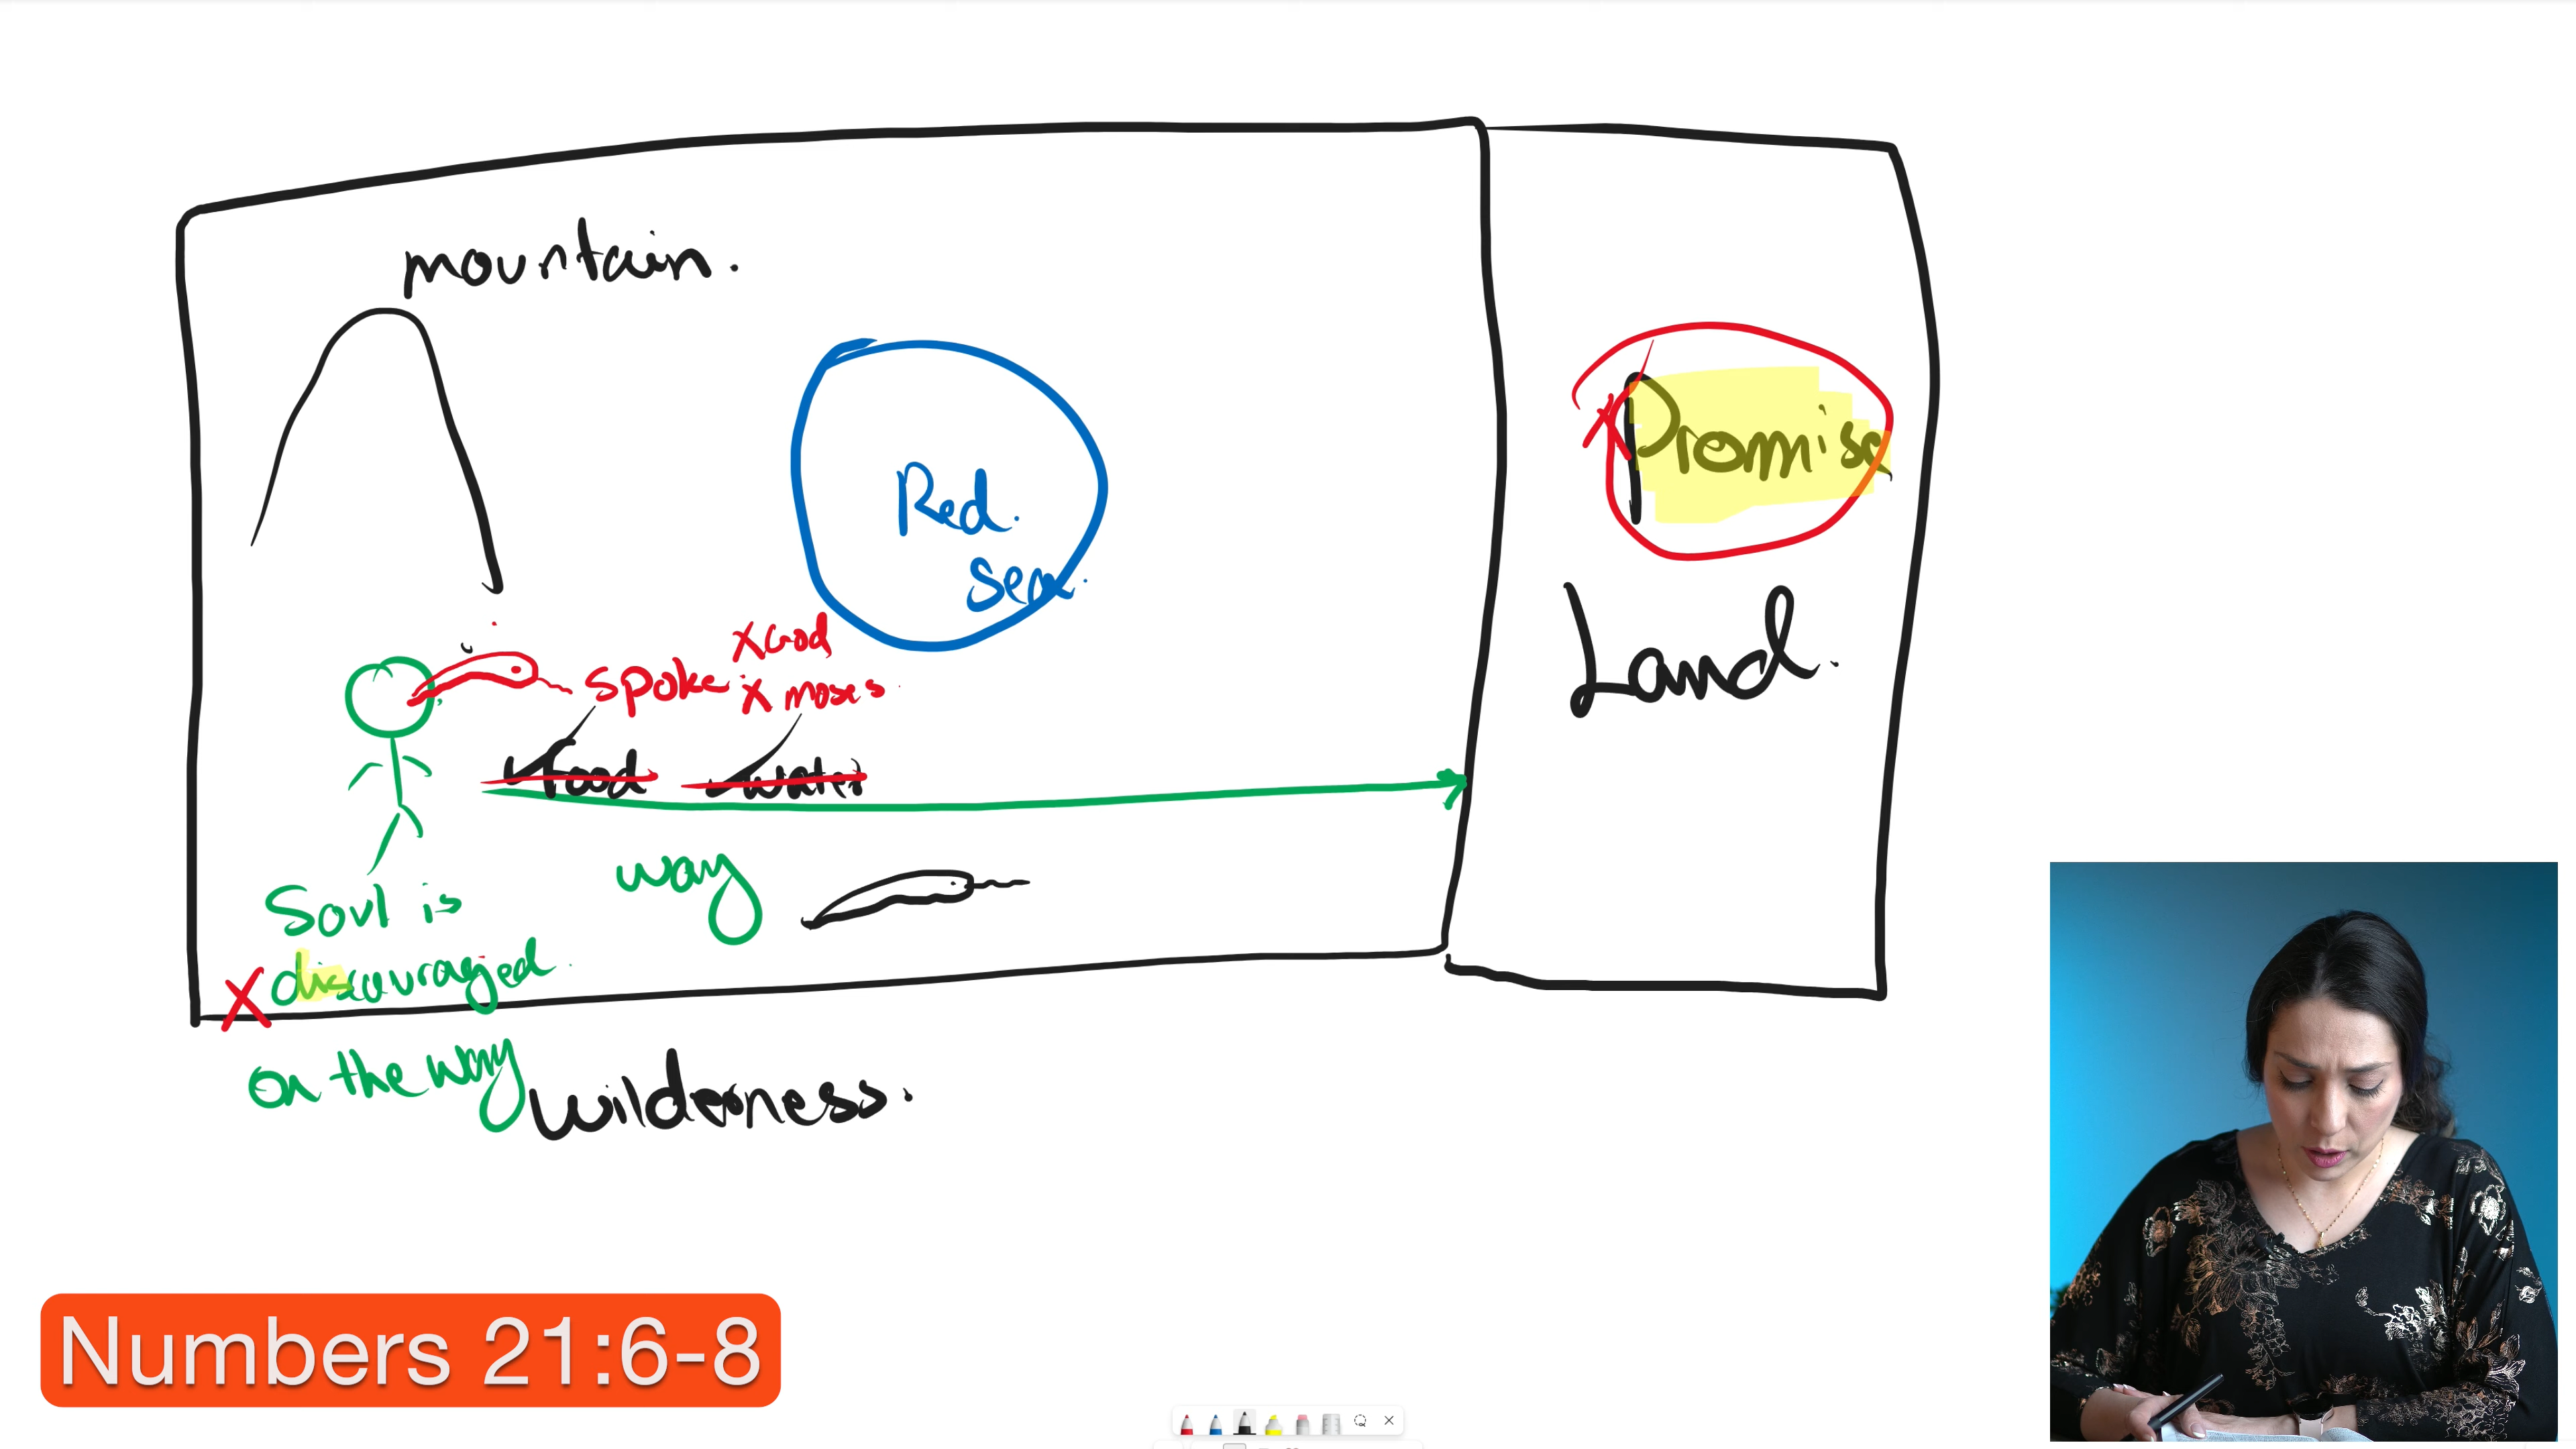 mountain.
Red.
Sea.
Promise
Land.
x God
spoke x moses
food water
way
Soul is
x discouraged.
on the way
wilderness.
Numbers 21:6-8